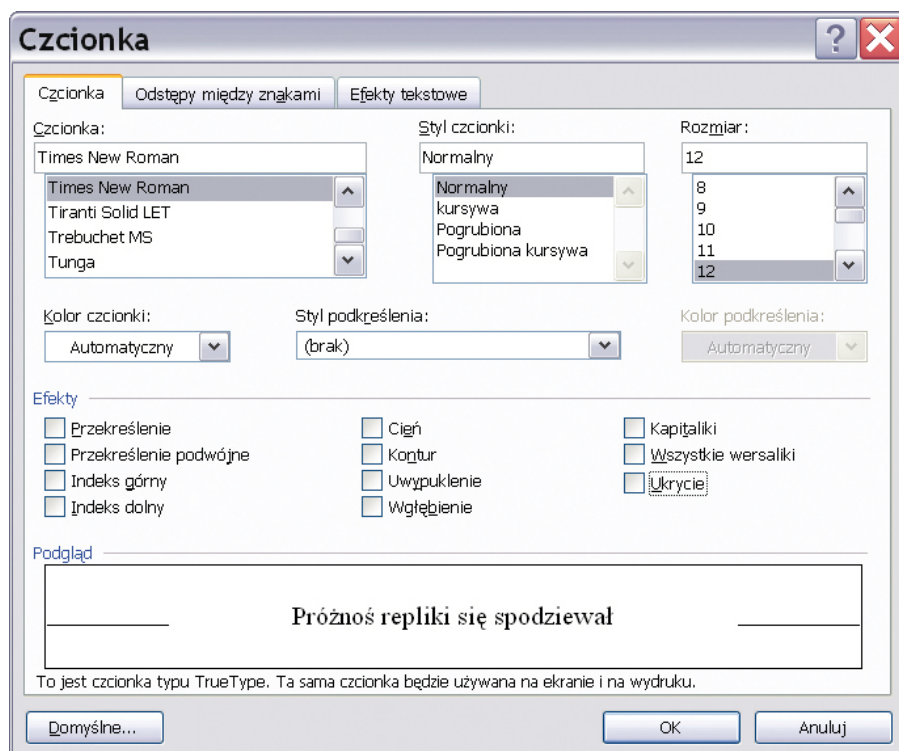 Czcionka
Czcionka Odstępy między znakami Efekty tekstowe
Czcionka: Styl czcionki: Rozmiar:
Times New Roman Normalny 12
Times New Roman Normalny 8
Tiranti Solid LET kursywa 9
Trebuchet MS Pogrubiona 10
Tunga Pogrubiona kursywa 11
12
Kolor czcionki: Styl podkreślenia: Kolor podkreślenia:
Automatyczny (brak) Automatyczny
Efekty
Przekreślenie Cień Kapitaliki
Przekreślenie podwójne Kontur Wszystkie wersaliki
Indeks górny Uwypuklenie Ukrycie
Indeks dolny Wgłębienie
Podgląd
Próżnoś repliki się spodziewał
To jest czcionka typu TrueType. Ta sama czcionka będzie używana na ekranie i na wydruku.
Domyślne... OK Anuluj